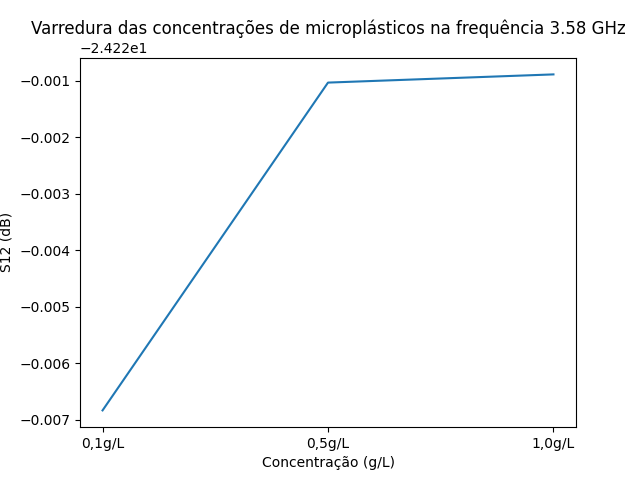 Varredura das concentrações de microplásticos na frequência 3.58 GHz
−2.422e1
−0.001
−0.002
−0.003
−0.004
−0.005
−0.006
−0.007
S12 (dB)
0,1g/L 0,5g/L 1,0g/L
Concentração (g/L)